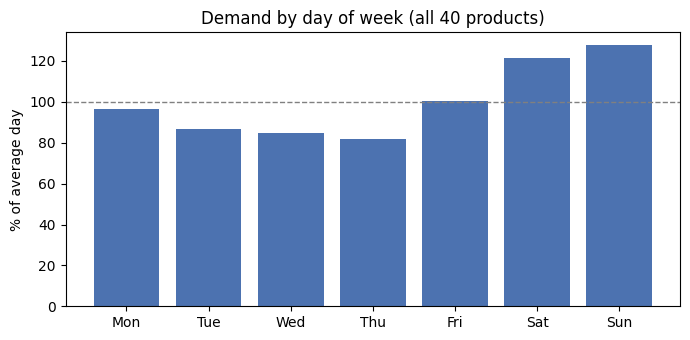 Demand by day of week (all 40 products)
% of average day
120
100
80
60
40
20
0
Mon Tue Wed Thu Fri Sat Sun